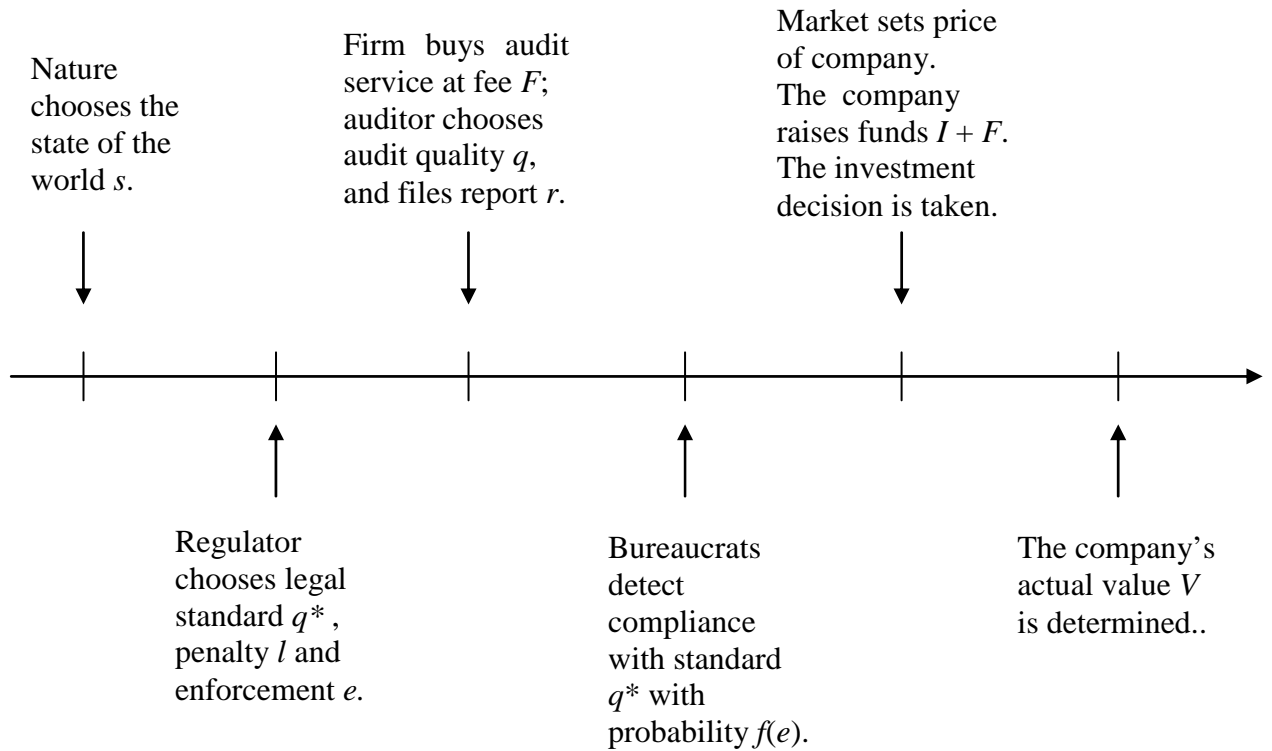 Nature
chooses the
state of the
world s.
Firm buys audit
service at fee F;
auditor chooses
audit quality q,
and files report r.
Market sets price
of company.
The company
raises funds I + F.
The investment
decision is taken.
Regulator
chooses legal
standard q* ,
penalty l and
enforcement e.
Bureaucrats
detect
compliance
with standard
q* with
probability f(e).
The company’s
actual value V
is determined..